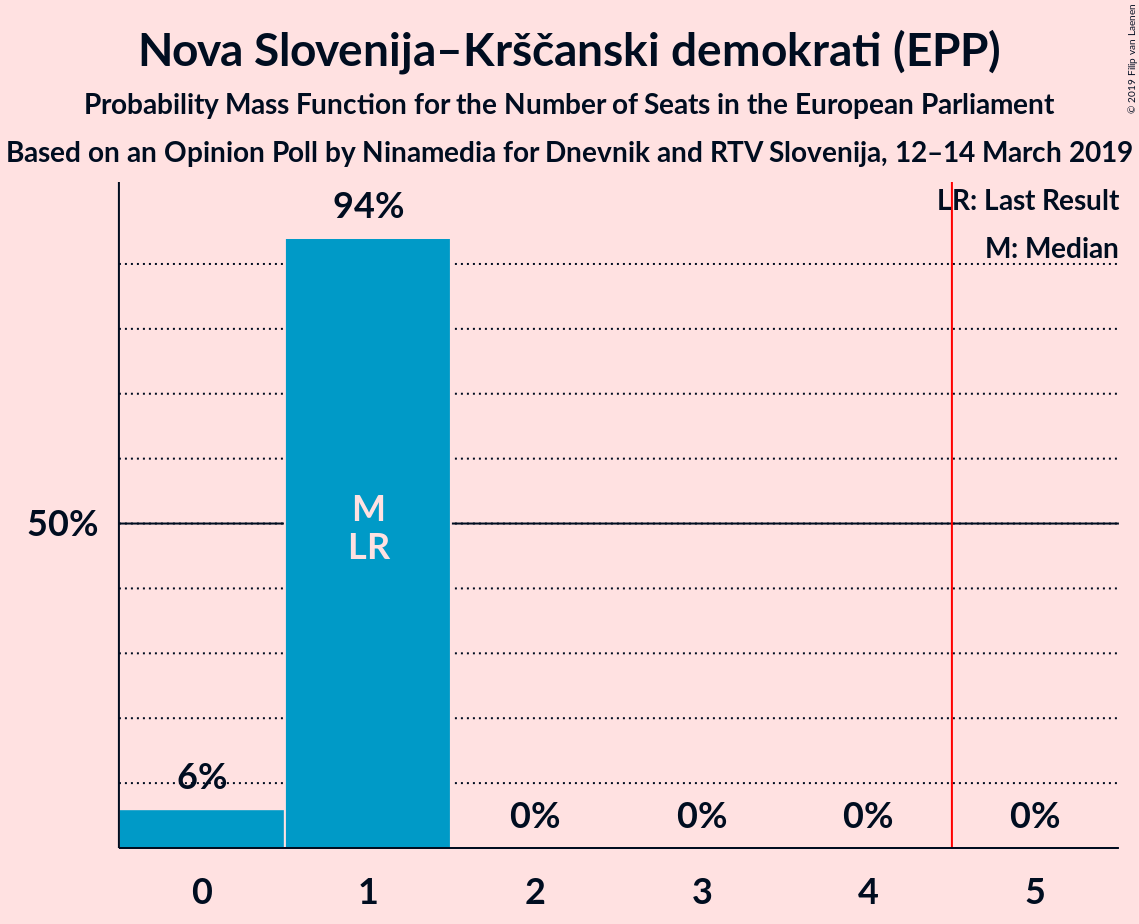 Nova Slovenija–Krščanski demokrati (EPP)
Probability Mass Function for the Number of Seats in the European Parliament
Based on an Opinion Poll by Ninamedia for Dnevnik and RTV Slovenija, 12–14 March 2019
© 2019 Filip van Laenen
LR: Last Result
M: Median
94%
M
LR
50%
6%
0%
0%
0%
0%
0
1
2
3
4
5